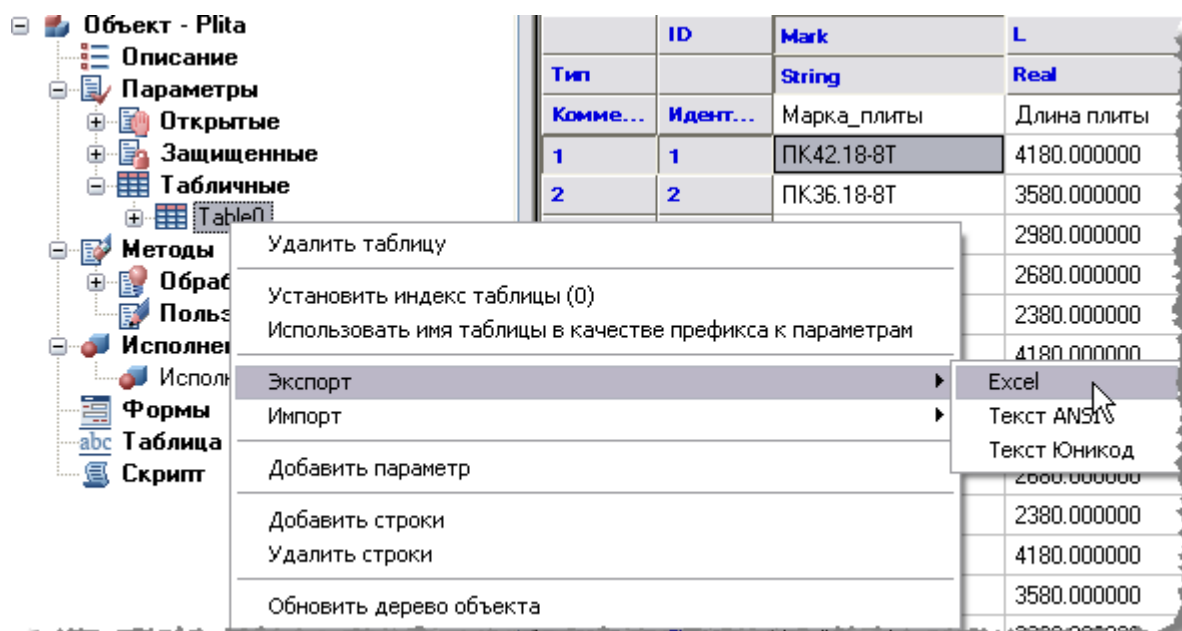 Объект - Plita
Описание
Параметры
Открытые
Защищенные
Табличные
Table0
Методы
Обраб
Исполне
Формы
abc Таблица
Скрипт
ID Mark L
Тип String Real
Комме... Идент... Марка_плиты Длина плиты
1 1 ПК42.18-8Т 4180.000000
2 2 ПК36.18-8Т 3580.000000
2980.000000
2680.000000
2380.000000
4180.000000
2680.000000
2380.000000
4180.000000
3580.000000
Удалить таблицу
Установить индекс таблицы (0)
Использовать имя таблицы в качестве префикса к параметрам
Экспорт
Импорт
Добавить параметр
Добавить строки
Удалить строки
Обновить дерево объекта
Excel
Текст ANSI
Текст Юникод